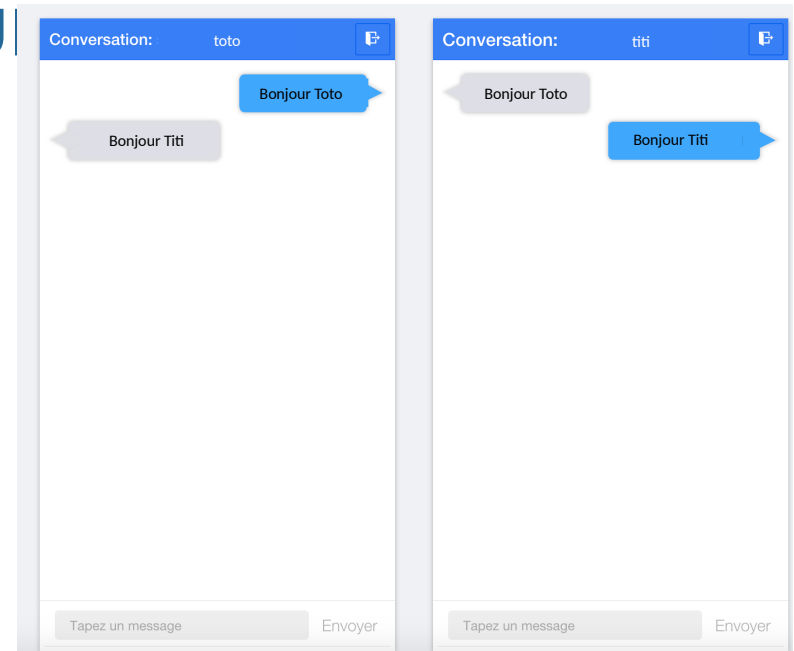 Conversation: toto
Bonjour Toto
Bonjour Titi
Tapez un message Envoyer
Conversation: titi
Bonjour Toto
Bonjour Titi
Tapez un message Envoyer